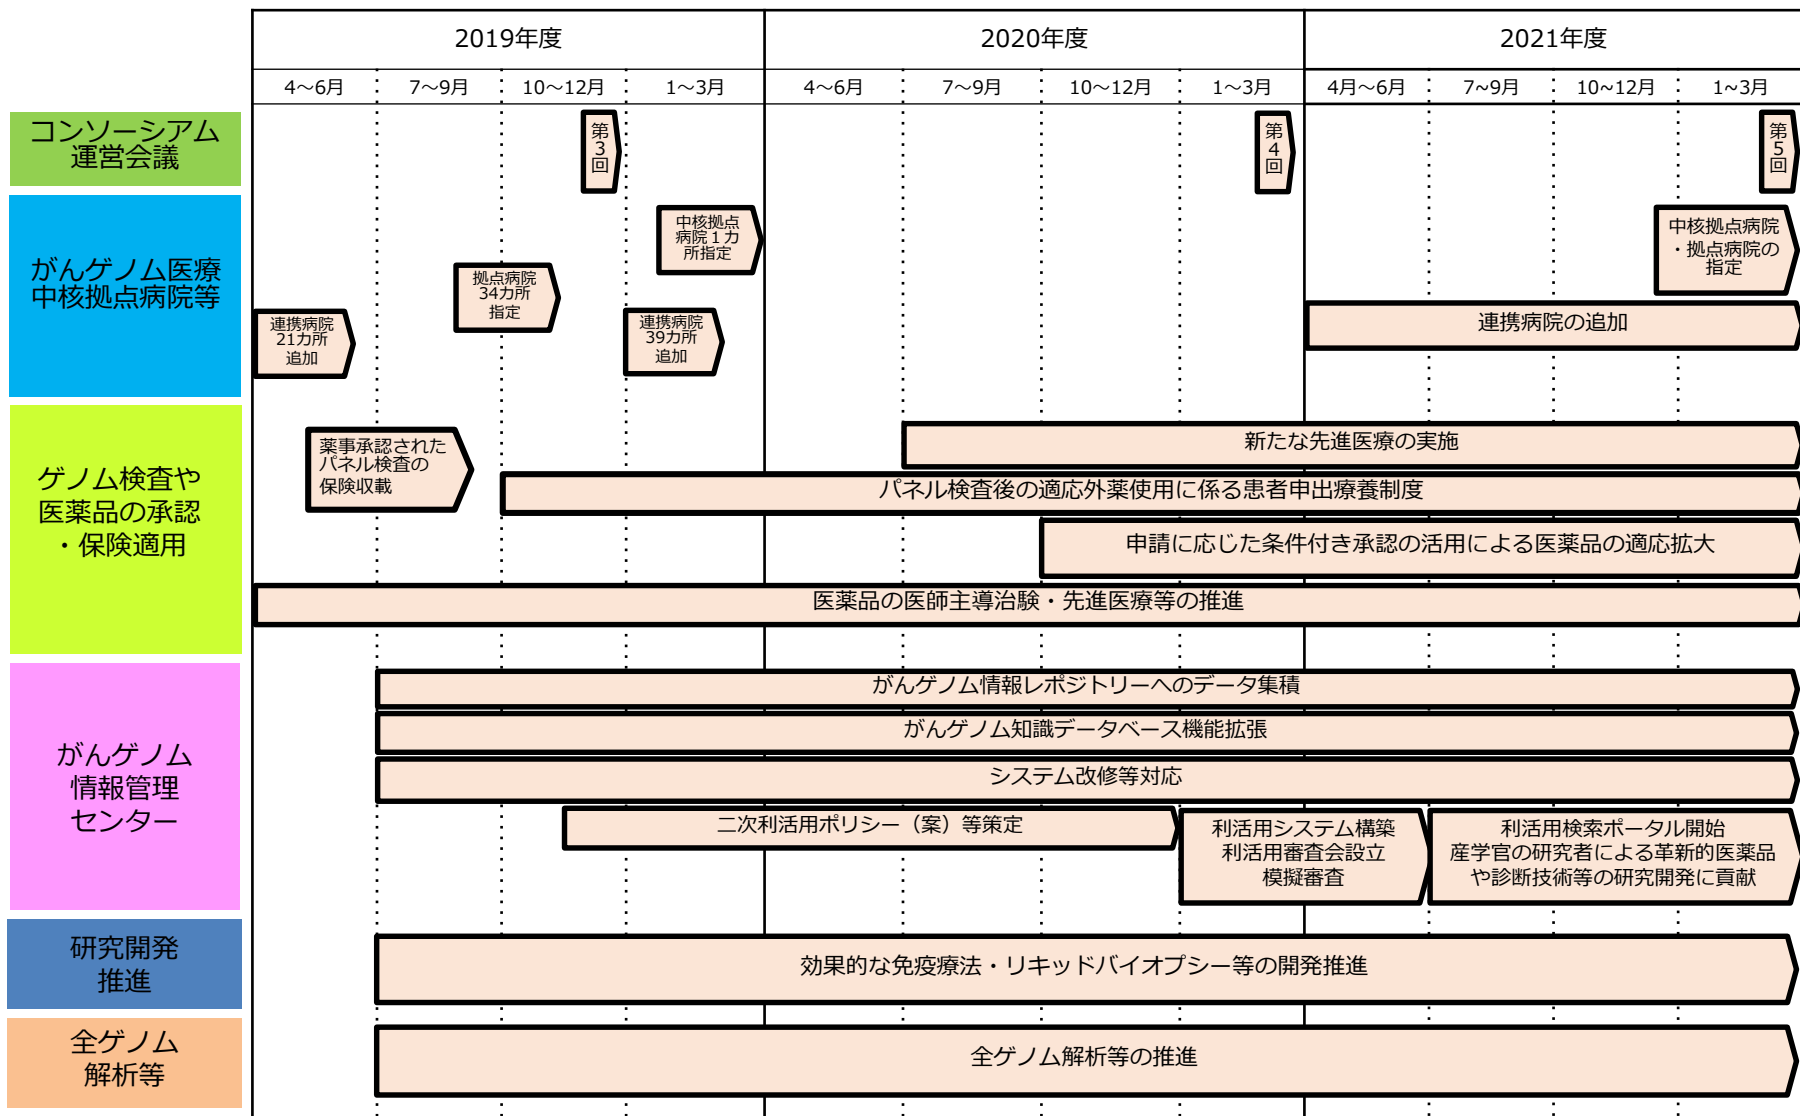 2019年度
2020年度
2021年度
4～6月
7～9月
10～12月
1～3月
4～6月
7～9月
10～12月
1～3月
4月～6月
7~9月
10~12月
1~3月
コンソーシアム
運営会議
第
3
回
第
4
回
第
5
回
がんゲノム医療
中核拠点病院等
連携病院
21カ所
追加
拠点病院
34カ所
指定
中核拠点
病院１カ
所指定
連携病院
39カ所
追加
中核拠点病院
・拠点病院の
指定
連携病院の追加
ゲノム検査や
医薬品の承認
・保険適用
薬事承認された
パネル検査の
保険収載
新たな先進医療の実施
パネル検査後の適応外薬使用に係る患者申出療養制度
申請に応じた条件付き承認の活用による医薬品の適応拡大
医薬品の医師主導治験・先進医療等の推進
がんゲノム
情報管理
センター
がんゲノム情報レポジトリーへのデータ集積
がんゲノム知識データベース機能拡張
システム改修等対応
二次利活用ポリシー（案）等策定
利活用システム構築
利活用審査会設立
模擬審査
利活用検索ポータル開始
産学官の研究者による革新的医薬品
や診断技術等の研究開発に貢献
研究開発
推進
効果的な免疫療法・リキッドバイオプシー等の開発推進
全ゲノム
解析等
全ゲノム解析等の推進